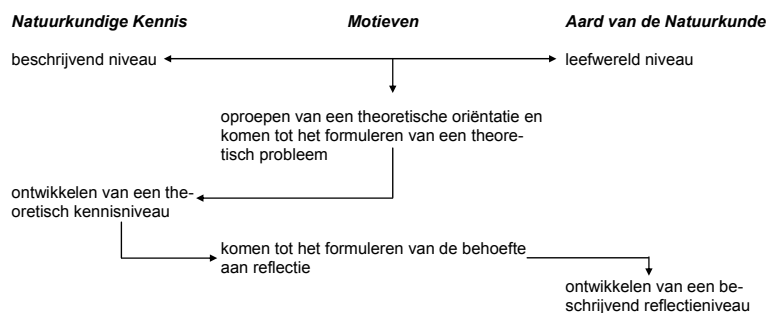 Natuurkundige Kennis Motieven Aard van de Natuurkunde
beschrijvend niveau leefwereld niveau
oproepen van een theoretische oriëntatie en
komen tot het formuleren van een theore-
tisch probleem
ontwikkelen van een the-
oretisch kennisniveau
komen tot het formuleren van de behoefte
aan reflectie
ontwikkelen van een be-
schrijvend reflectieniveau